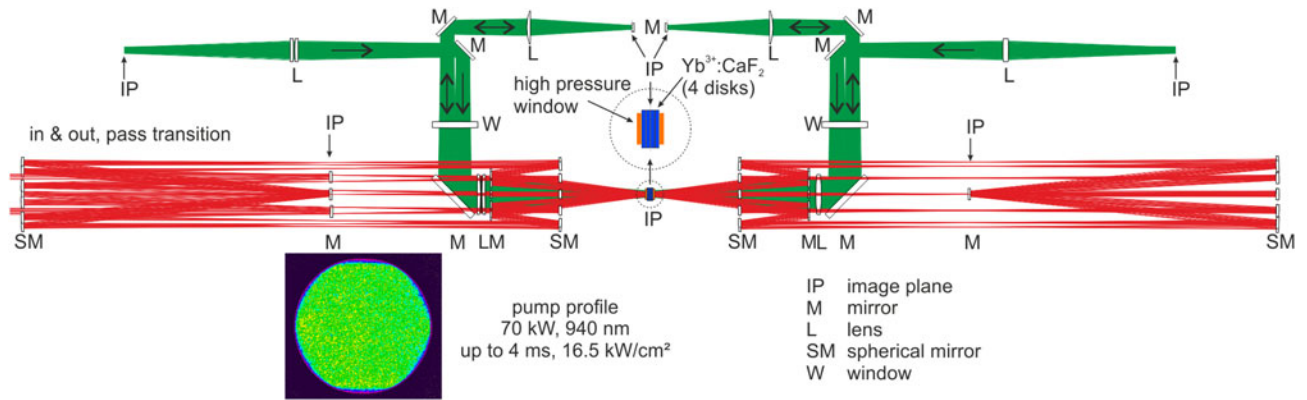 M
M
M
M
M
M
L
L
L
L
IP
IP
IP
IP
high pressure
window
Yb³⁺:CaF₂
(4 disks)
in & out, pass transition
IP
W
W
IP
IP
SM
M
M
LM
SM
SM
ML
M
M
SM
pump profile
70 kW, 940 nm
up to 4 ms, 16.5 kW/cm²
IP image plane
M mirror
L lens
SM spherical mirror
W window